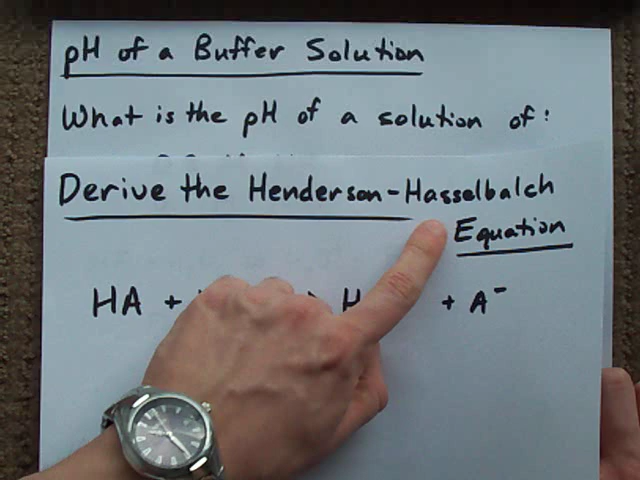 pH of a Buffer Solution
What is the pH of a solution of:
Derive the Henderson-Hasselbalch
Equation
HA + H + A⁻